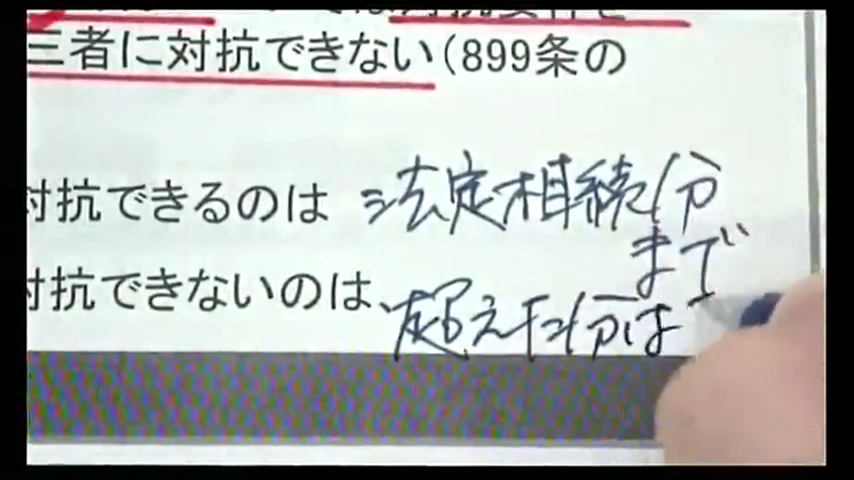 三者に対抗できない(899条の
対抗できるのは 法定相続分
まで
対抗できないのは、超えた分は